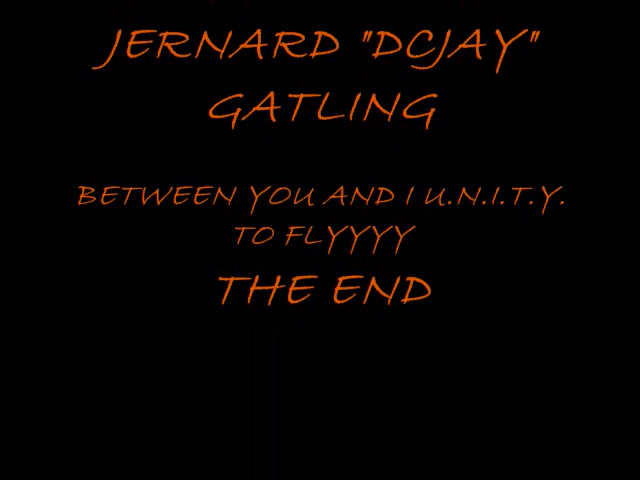 JERNARD "DCJAY"
GATLING
BETWEEN YOU AND I U.N.I.T.Y.
TO FLYYYY
THE END